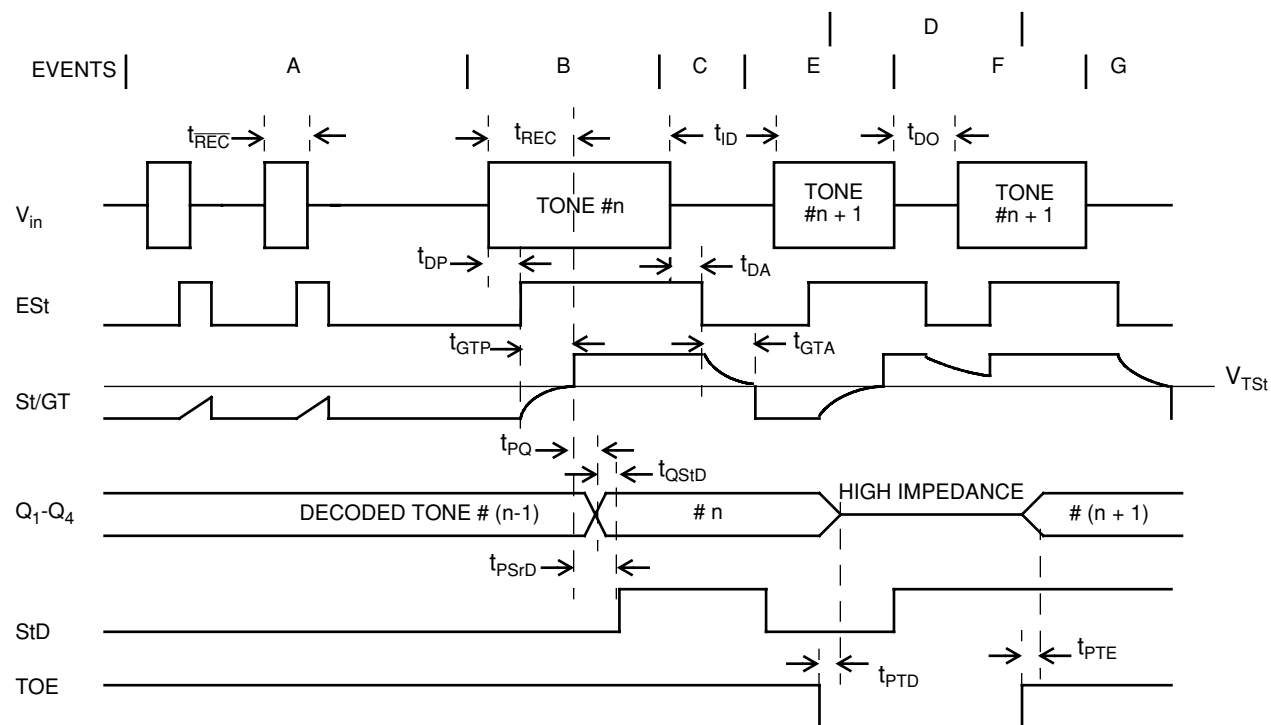 D
EVENTS A B C E F G
tREC tREC tID tDO
Vin TONE #n TONE #n + 1 TONE #n + 1
tDP tDA
ESt
tGTP tGTA
VTSt
St/GT
tPQ tQStD
HIGH IMPEDANCE
Q1-Q4 DECODED TONE # (n-1) # n # (n + 1)
tPSrD
StD
tPTD tPTE
TOE